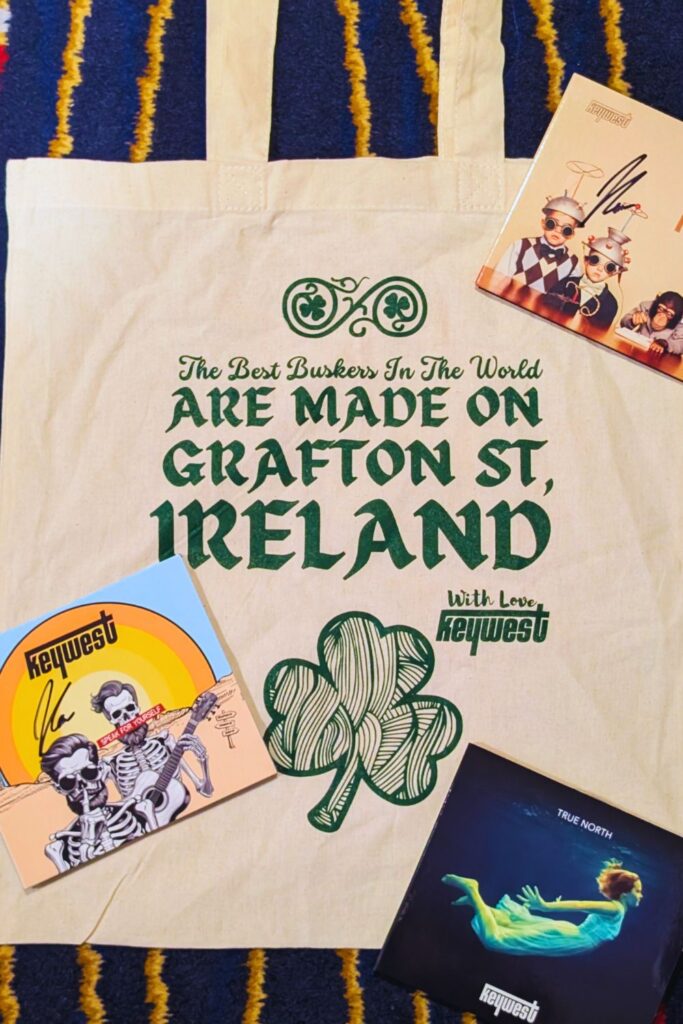 keywest
The Best Buskers In The World
ARE MADE ON
GRAFTON ST,
IRELAND
With Love,
keywest
keywest
SPEAK FOR YOURSELF
TRUE NORTH
keywest